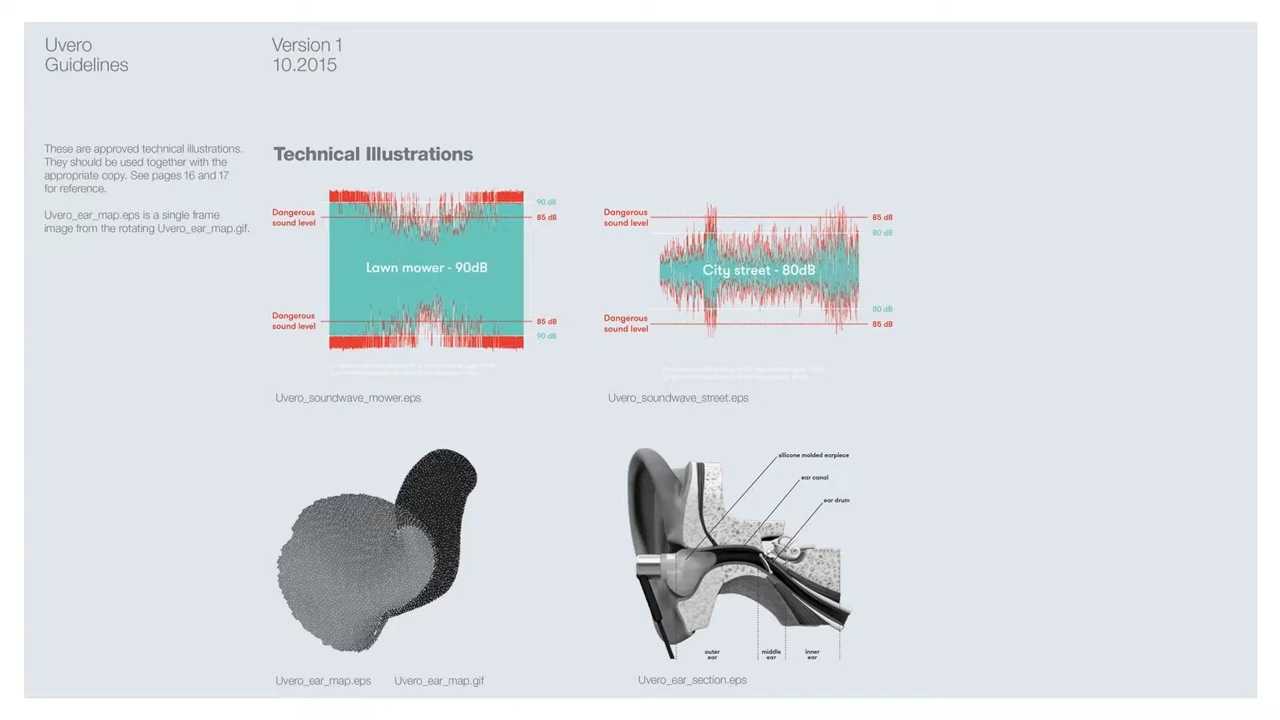 Uvero
Guidelines
Version 1
10.2015
These are approved technical illustrations.
They should be used together with the
appropriate copy. See pages 16 and 17
for reference.
Uvero_ear_map.eps is a single frame
image from the rotating Uvero_ear_map.gif.
Technical Illustrations
90 dB
Dangerous
sound level
85 dB
Lawn mower - 90dB
Dangerous
sound level
85 dB
90 dB
Uvero_soundwave_mower.eps
Dangerous
sound level
85 dB
80 dB
City street - 80dB
80 dB
Dangerous
sound level
85 dB
Uvero_soundwave_street.eps
Uvero_ear_map.eps
Uvero_ear_map.gif
silicone molded earpiece
ear canal
ear drum
outer
ear
middle
ear
inner
ear
Uvero_ear_section.eps